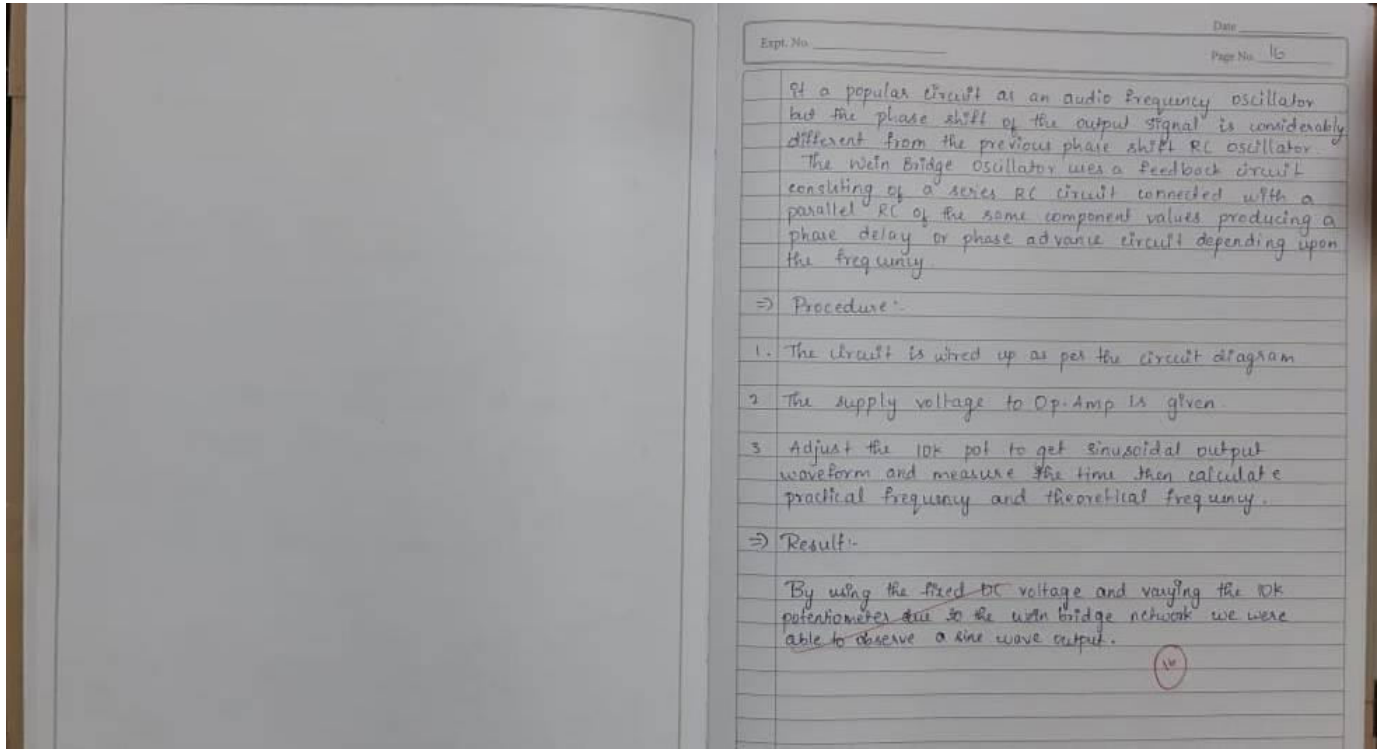 Date
Expt. No.
Page No. 16
It a popular circuit as an audio frequency oscillator
but the phase shift of the output signal is considerably
different from the previous phase shift RC oscillator.
The Wein Bridge Oscillator uses a feedback circuit
consisting of a series RC circuit connected with a
parallel RC of the same component values producing a
phase delay or phase advance circuit depending upon
the frequency.
=> Procedure:-
1. The circuit is wired up as per the circuit diagram
2 The supply voltage to Op-Amp is given.
3 Adjust the 10k pot to get sinusoidal output
waveform and measure the time then calculate
practical frequency and theoretical frequency.
=> Result:-
By using the fixed DC voltage and varying the 10k
potentiometer due to the wein bridge network we were
able to observe a sine wave output.